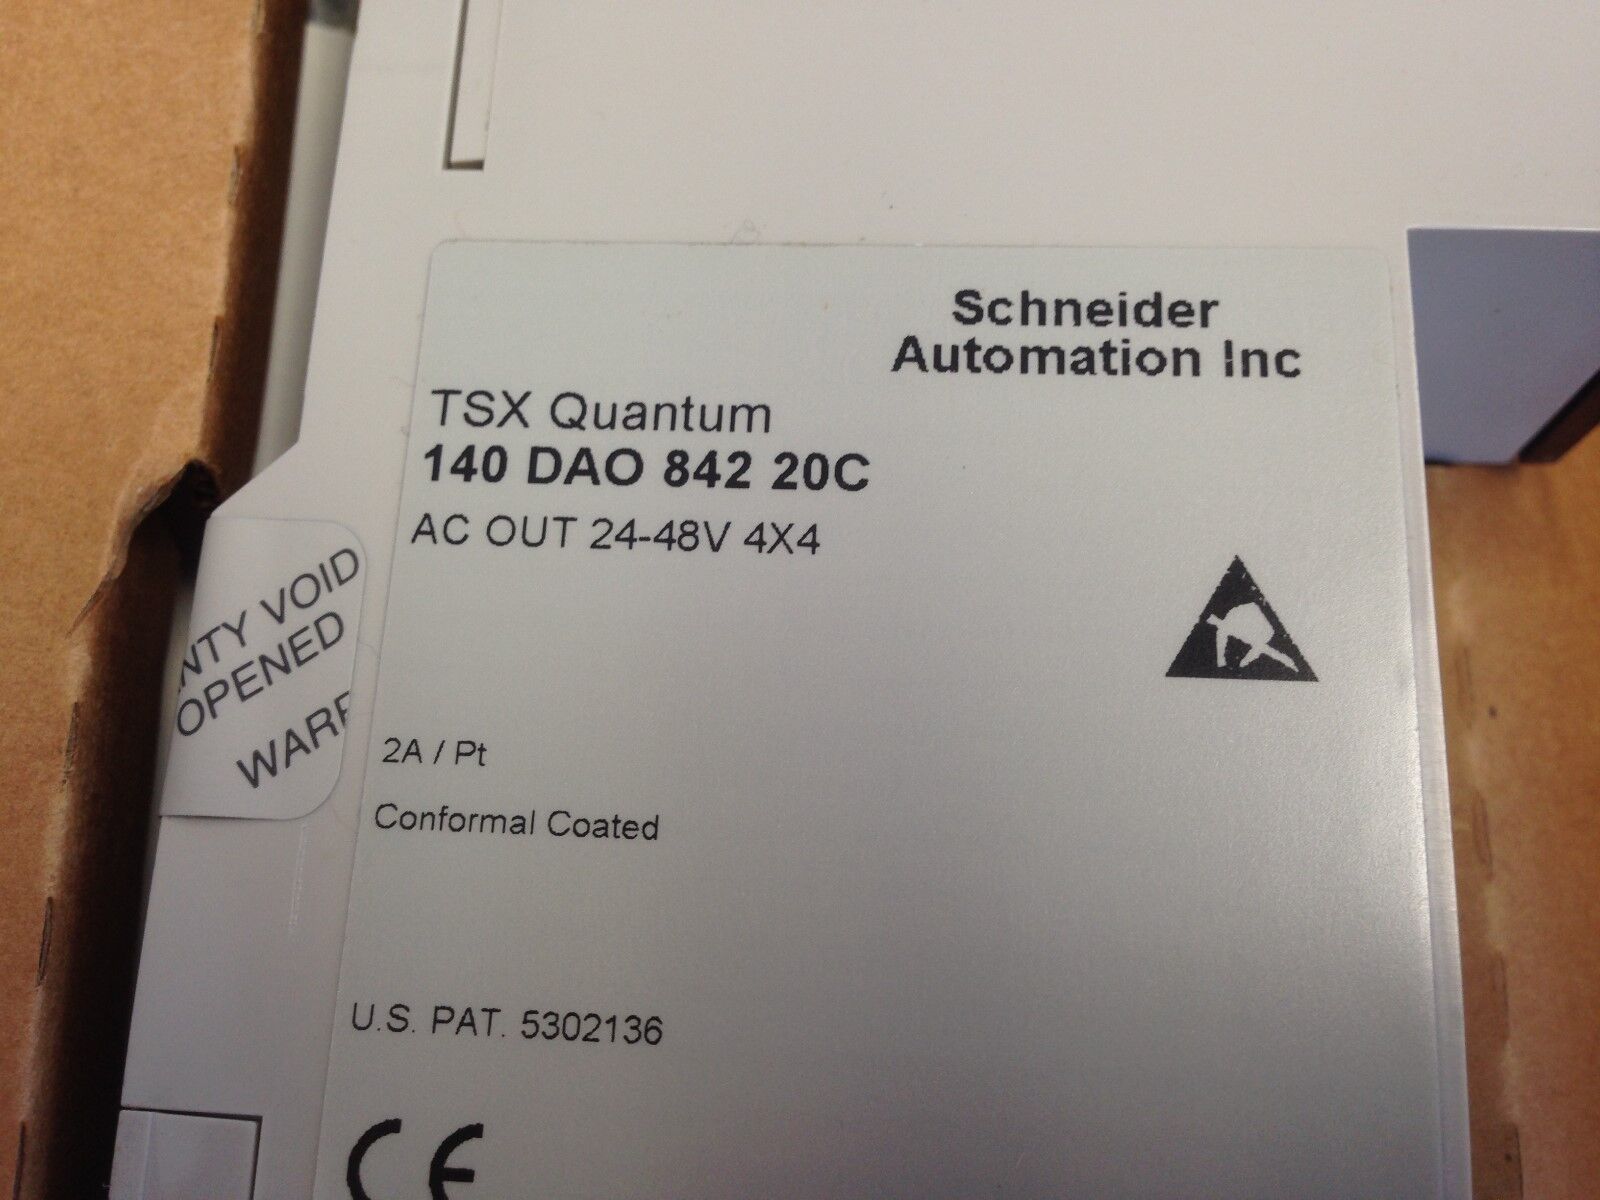 Schneider
Automation Inc
TSX Quantum
140 DAO 842 20C
AC OUT 24-48V 4X4
NTY VOID
OPENED
WARR
2A / Pt
Conformal Coated
U.S. PAT. 5302136
CE